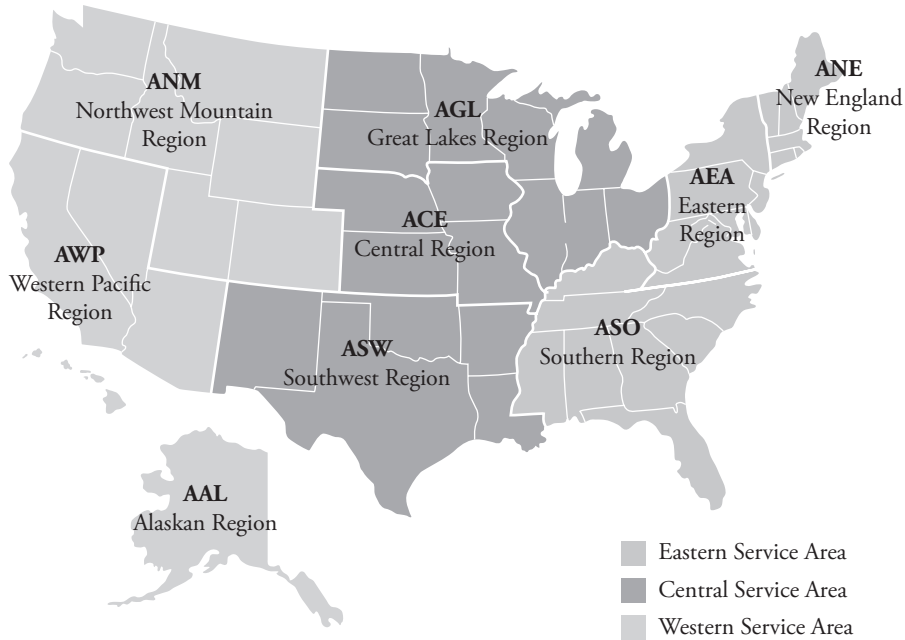 ANM
Northwest Mountain
Region
AGL
Great Lakes Region
ANE
New England
Region
AEA
Eastern
Region
ACE
Central Region
AWP
Western Pacific
Region
ASO
Southern Region
ASW
Southwest Region
AAL
Alaskan Region
Eastern Service Area
Central Service Area
Western Service Area